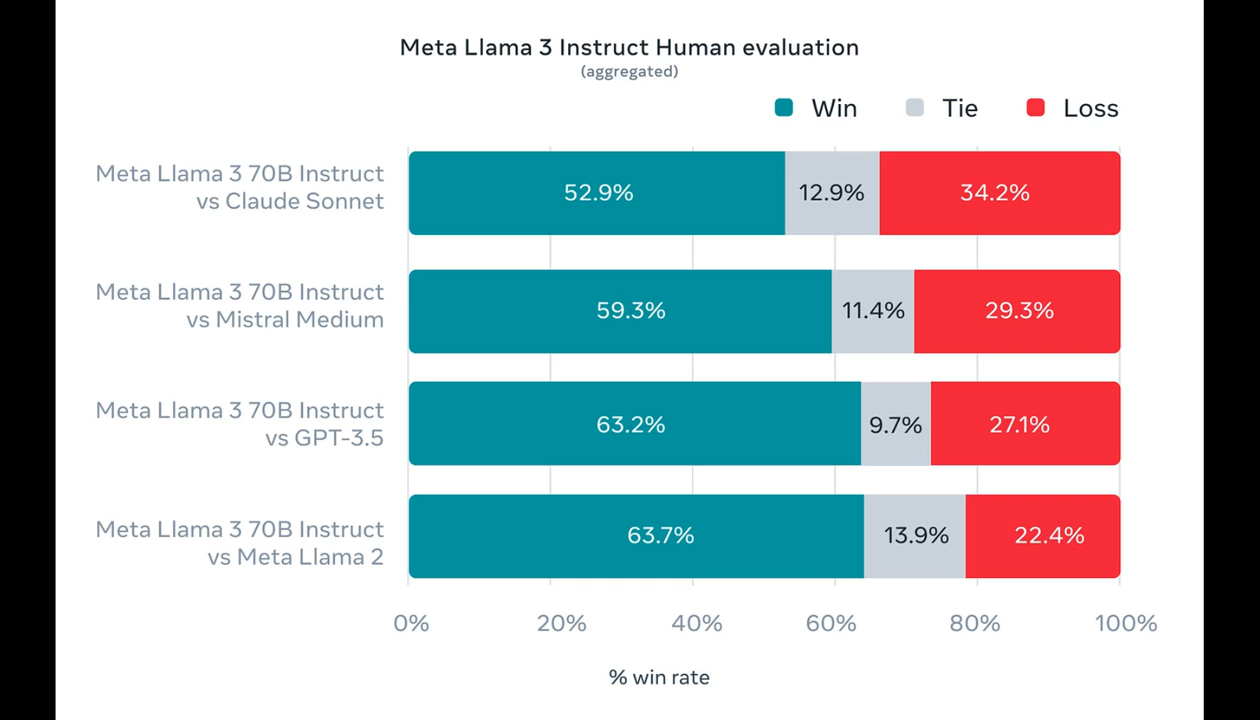 Meta Llama 3 Instruct Human evaluation
(aggregated)
Win Tie Loss
Meta Llama 3 70B Instruct
vs Claude Sonnet
52.9% 12.9% 34.2%
Meta Llama 3 70B Instruct
vs Mistral Medium
59.3% 11.4% 29.3%
Meta Llama 3 70B Instruct
vs GPT-3.5
63.2% 9.7% 27.1%
Meta Llama 3 70B Instruct
vs Meta Llama 2
63.7% 13.9% 22.4%
0% 20% 40% 60% 80% 100%
% win rate